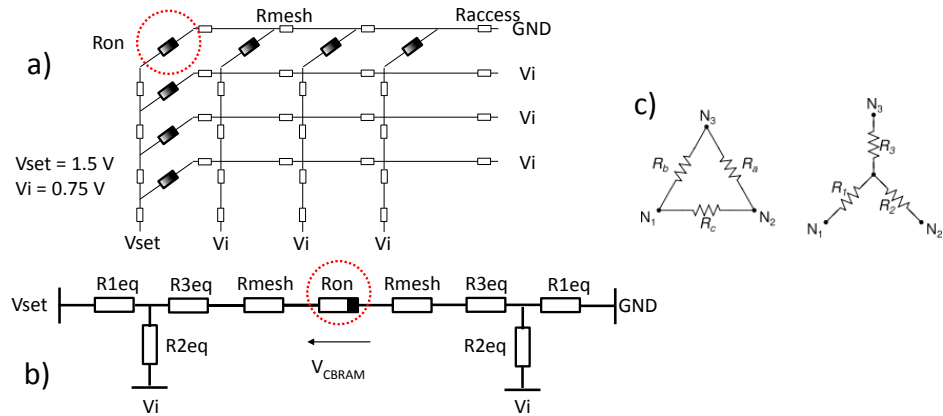 Rmesh
Raccess
Ron
GND
a)
Vi
Vi
Vi
Vset = 1.5 V
Vi = 0.75 V
Vset
Vi
Vi
Vi
c)
N3
N3
Rb
Ra
R3
R1
R2
N1
Rc
N2
N1
N2
R1eq
R3eq
Rmesh
Ron
Rmesh
R3eq
R1eq
Vset
GND
R2eq
R2eq
VCBRAM
b)
Vi
Vi